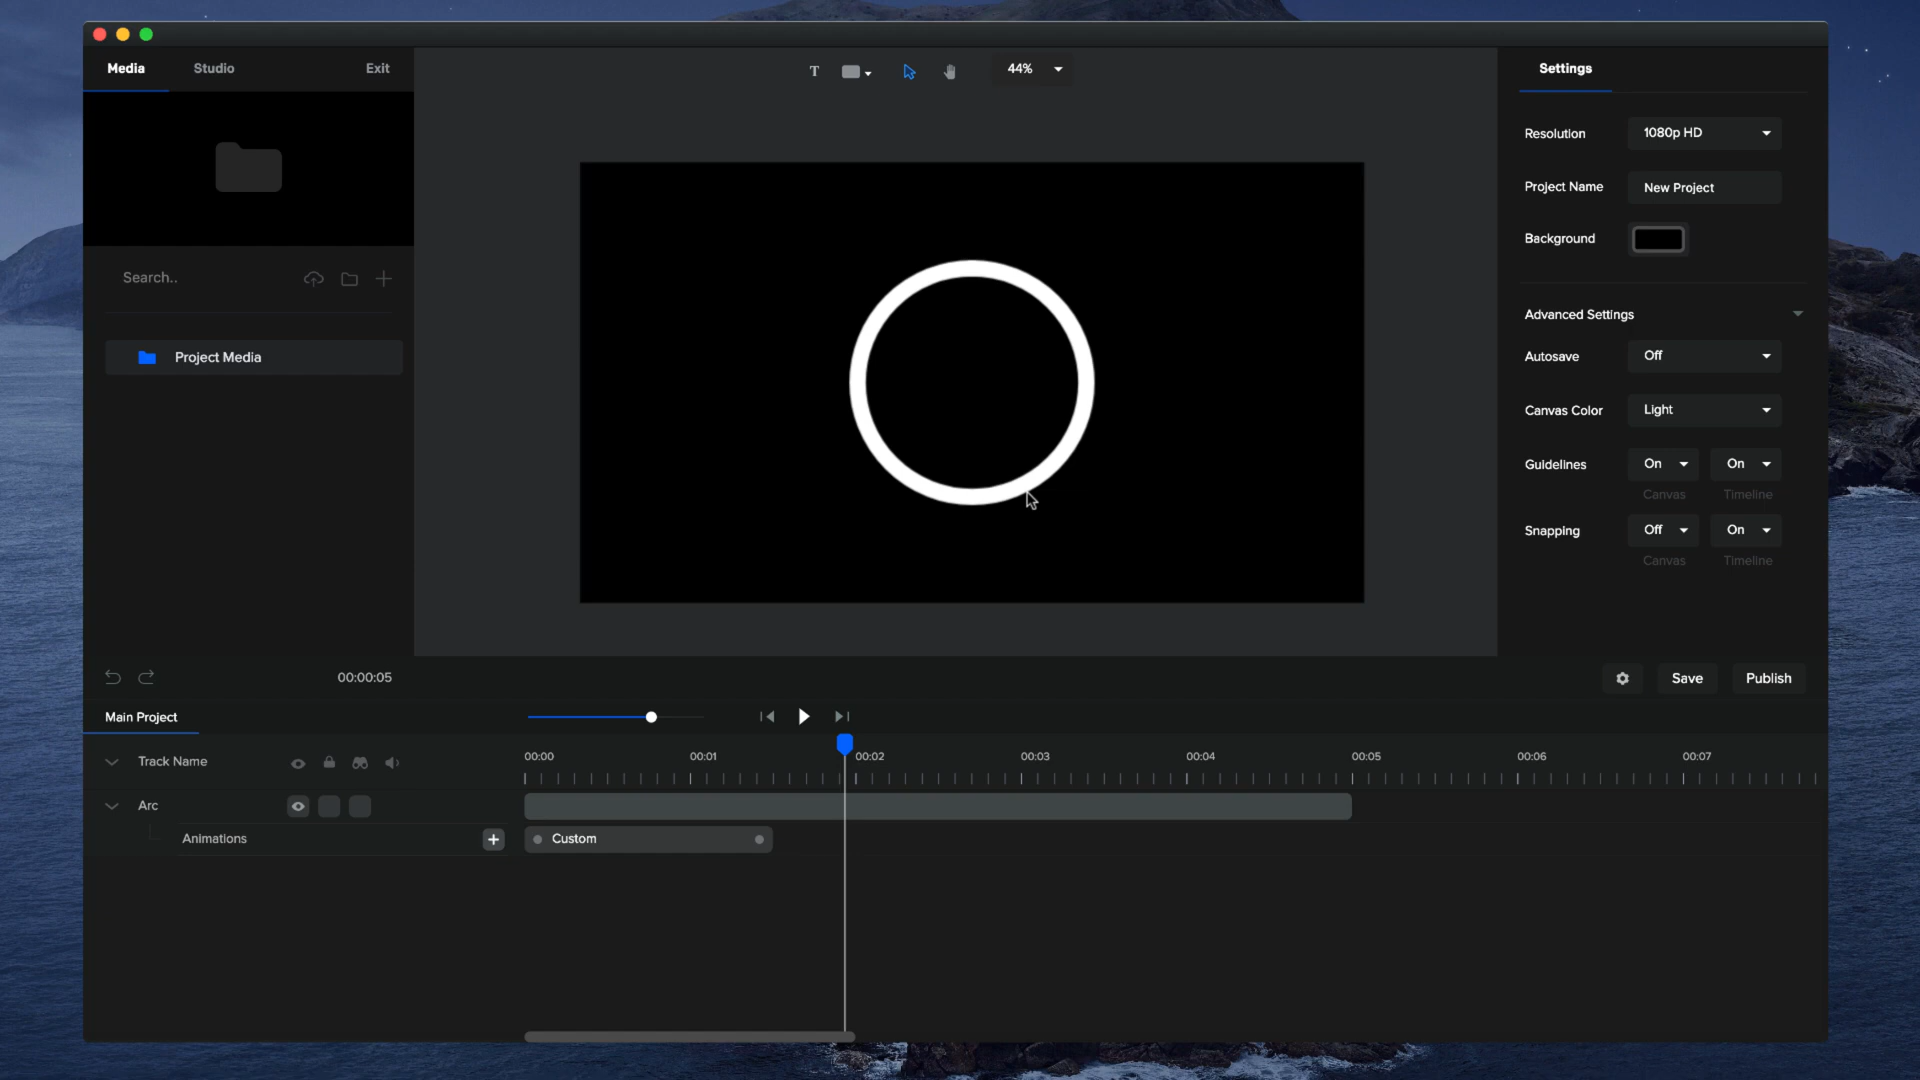 Media Studio Exit
T 44%
Settings
Resolution 1080p HD
Project Name New Project
Background
Search..
Advanced Settings
Project Media
Autosave Off
Canvas Color Light
Guidelines On On
Canvas Timeline
Snapping Off On
Canvas Timeline
00:00:05
Save Publish
Main Project
Track Name
00:00 00:01 00:02 00:03 00:04 00:05 00:06 00:07
Arc
Animations + Custom